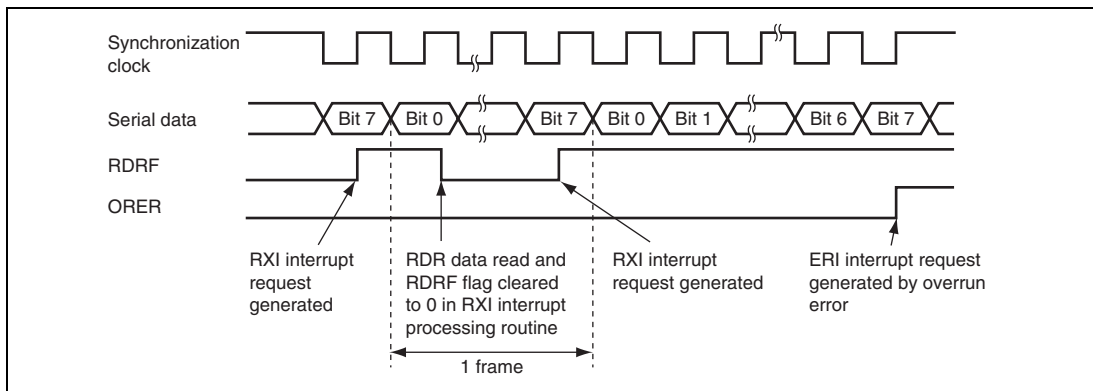 Synchronization
clock
Serial data
Bit 7
Bit 0
Bit 7
Bit 0
Bit 1
Bit 6
Bit 7
RDRF
ORER
RXI interrupt
request
generated
RDR data read and
RDRF flag cleared
to 0 in RXI interrupt
processing routine
RXI interrupt
request generated
ERI interrupt request
generated by overrun
error
1 frame